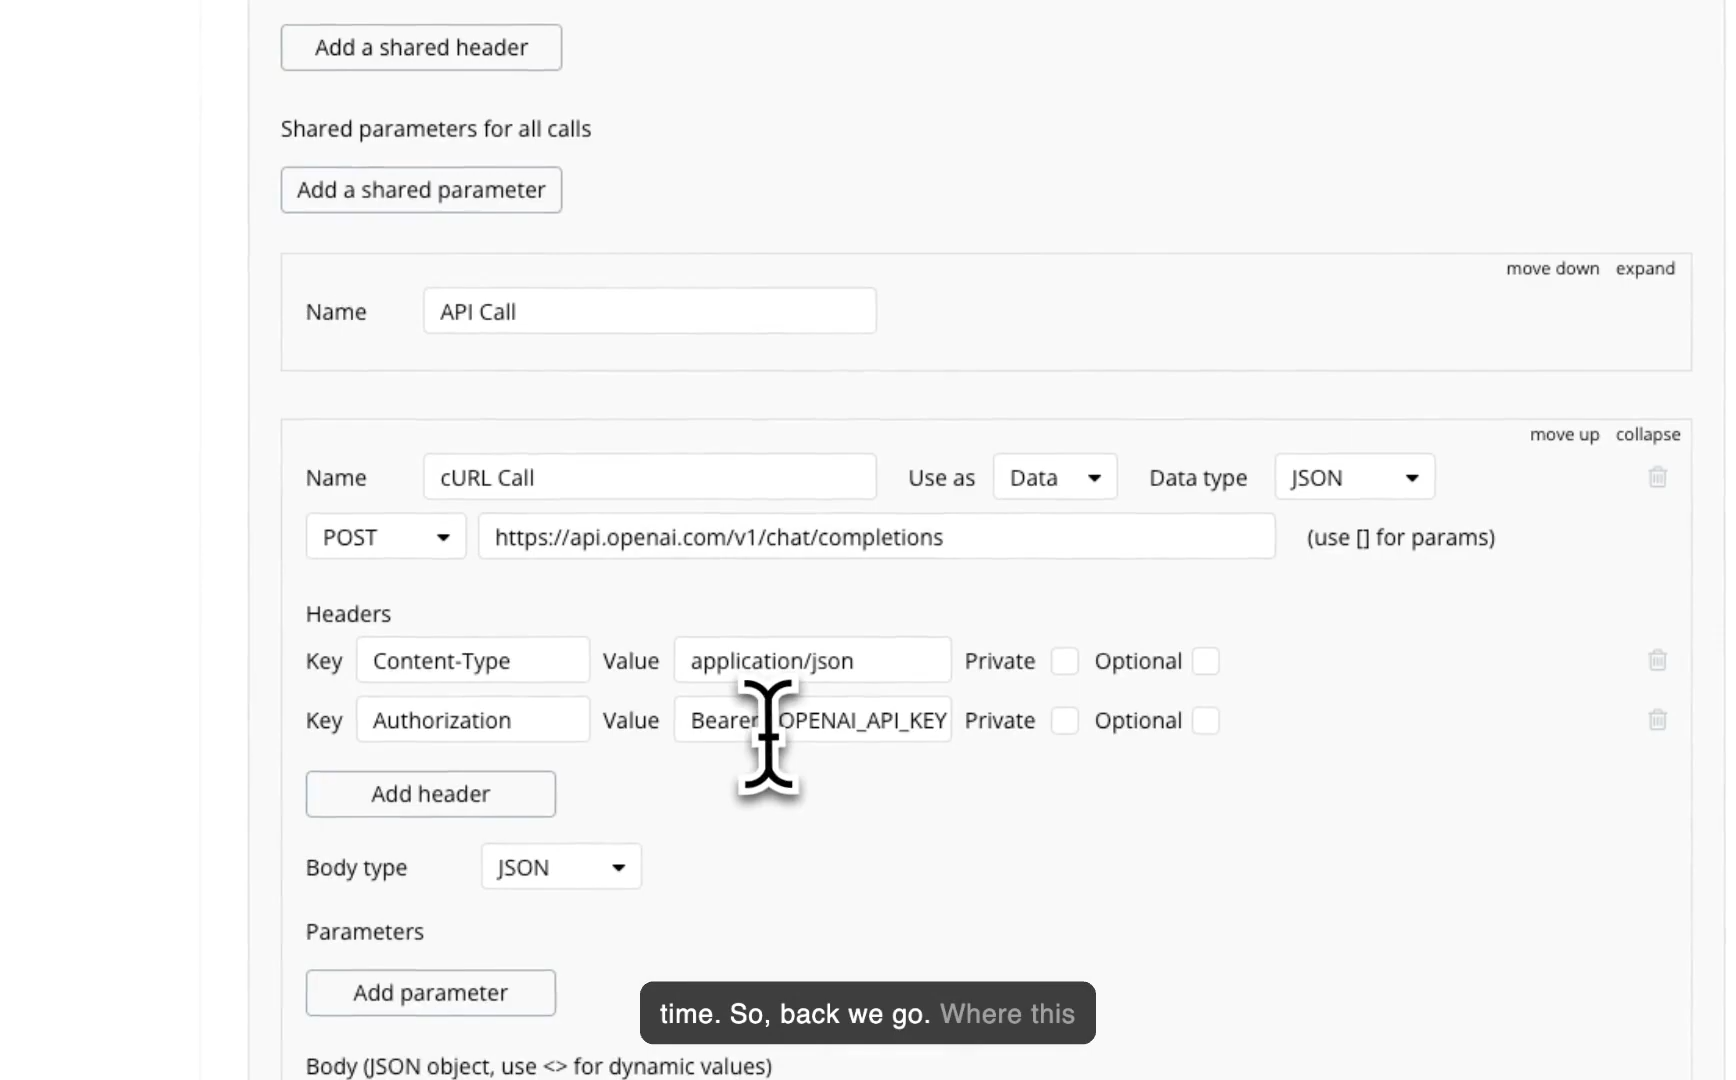 Add a shared header
Shared parameters for all calls
Add a shared parameter
move down expand
Name API Call
move up collapse
Name cURL Call Use as Data Data type JSON
POST https://api.openai.com/v1/chat/completions (use [] for params)
Headers
Key Content-Type Value application/json Private Optional
Key Authorization Value Bearer OPENAI_API_KEY Private Optional
Add header
Body type JSON
Parameters
Add parameter
time. So, back we go. Where this
Body (JSON object, use <> for dynamic values)